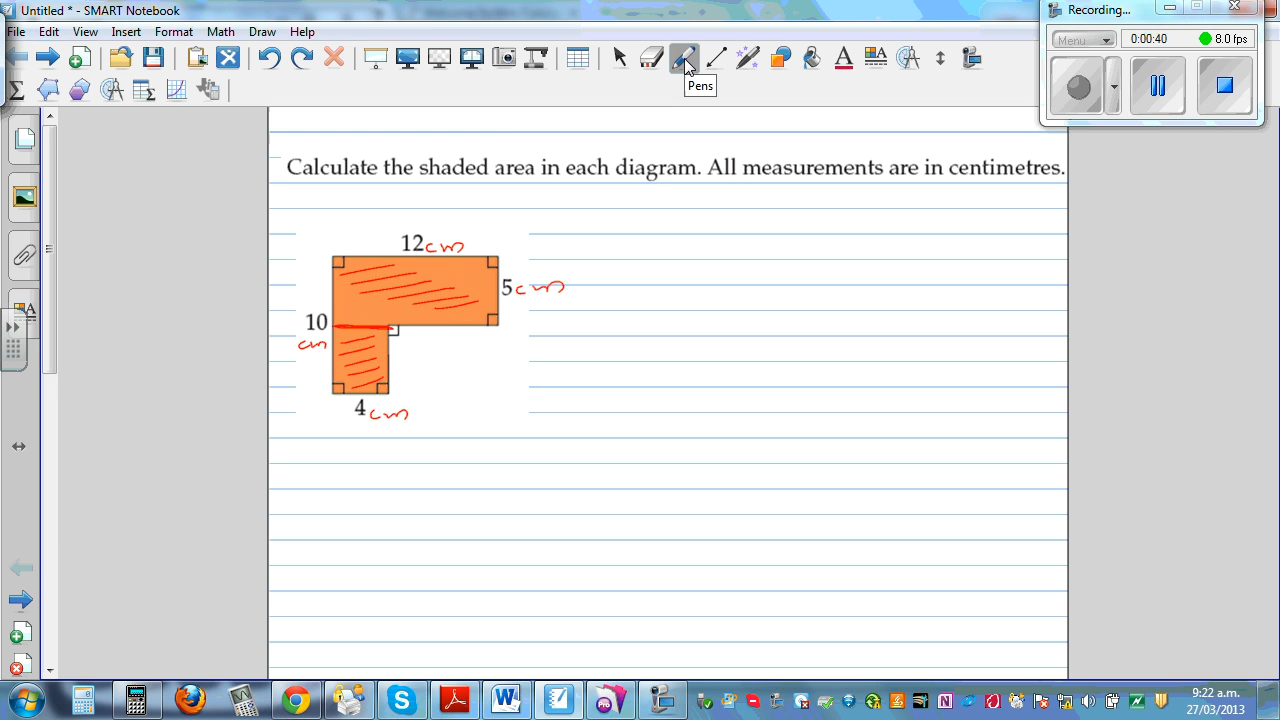 Untitled * - SMART Notebook
Recording...
File Edit View Insert Format Math Draw Help
Menu 0:00:40 8.0 fps
Pens
Calculate the shaded area in each diagram. All measurements are in centimetres.
12cm
5cm
10
cm
4cm
9:22 a.m.
27/03/2013